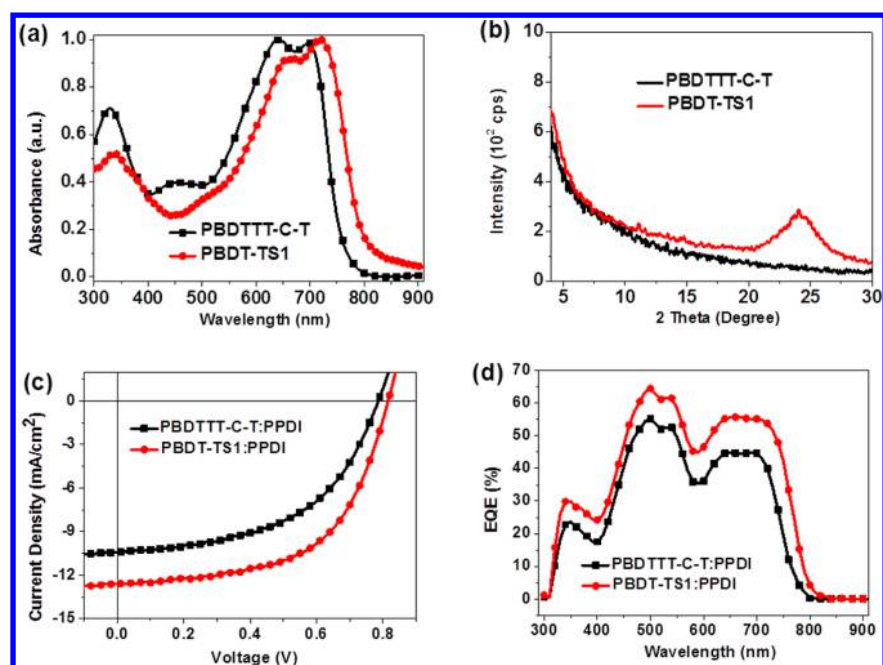 (a)
1.0
0.8
0.6
0.4
0.2
0.0
Absorbance (a.u.)
PBDTTT-C-T
PBDT-TS1
300 400 500 600 700 800 900
Wavelength (nm)
(b)
10
8
6
4
2
0
Intensity (10² cps)
PBDTTT-C-T
PBDT-TS1
5 10 15 20 25 30
2 Theta (Degree)
(c)
0
-3
-6
-9
-12
-15
Current Density (mA/cm²)
PBDTTT-C-T:PPDI
PBDT-TS1:PPDI
0.0 0.2 0.4 0.6 0.8
Voltage (V)
(d)
70
60
50
40
30
20
10
0
EQE (%)
PBDTTT-C-T:PPDI
PBDT-TS1:PPDI
300 400 500 600 700 800 900
Wavelength (nm)